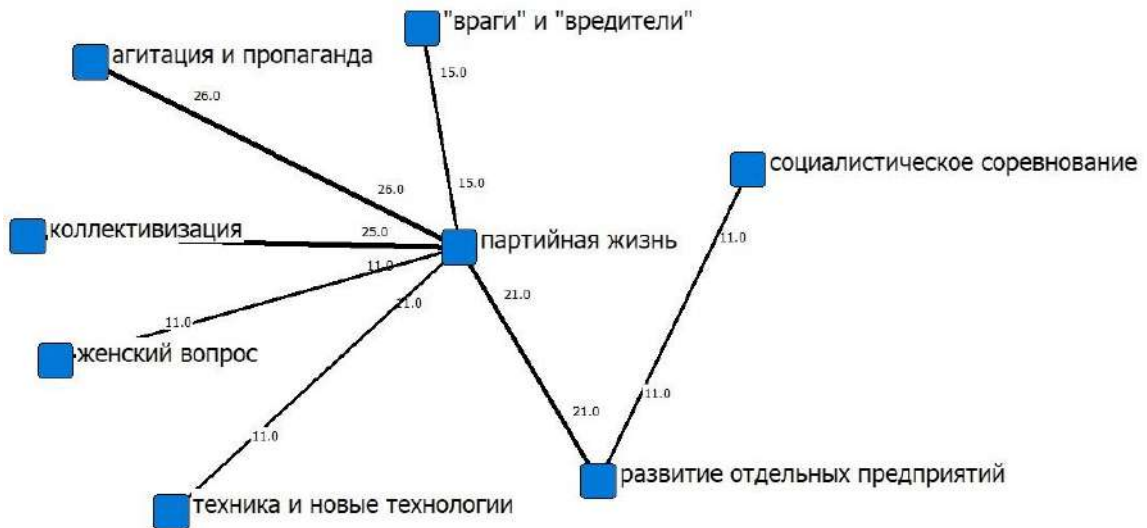 "враги" и "вредители"
агитация и пропаганда
15.0
26.0
социалистическое соревнование
26.0
15.0
коллективизация
25.0
партийная жизнь
11.0
11.0
21.0
11.0
11.0
женский вопрос
11.0
21.0
11.0
развитие отдельных предприятий
техника и новые технологии